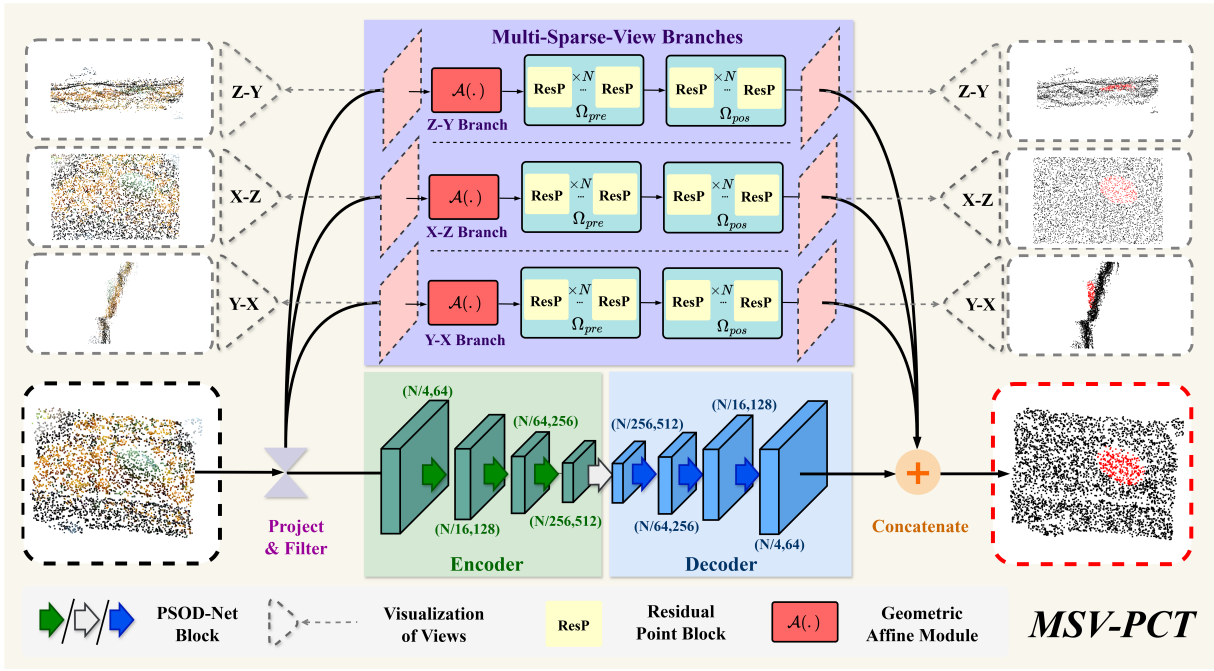 Multi-Sparse-View Branches
Z-Y
A(.)
ResP ×N ... ResP
Ω_pre
ResP ×N ... ResP
Ω_pos
Z-Y Branch
Z-Y
X-Z
A(.)
ResP ×N ... ResP
Ω_pre
ResP ×N ... ResP
Ω_pos
X-Z Branch
X-Z
Y-X
A(.)
ResP ×N ... ResP
Ω_pre
ResP ×N ... ResP
Ω_pos
Y-X Branch
Y-X
(N/4,64)
(N/64,256)
(N/16,128)
(N/256,512)
(N/256,512)
(N/16,128)
(N/64,256)
(N/4,64)
Project
& Filter
Encoder
Decoder
+
Concatenate
/ /
PSOD-Net
Block
Visualization
of Views
ResP
Residual
Point Block
A(.)
Geometric
Affine Module
MSV-PCT